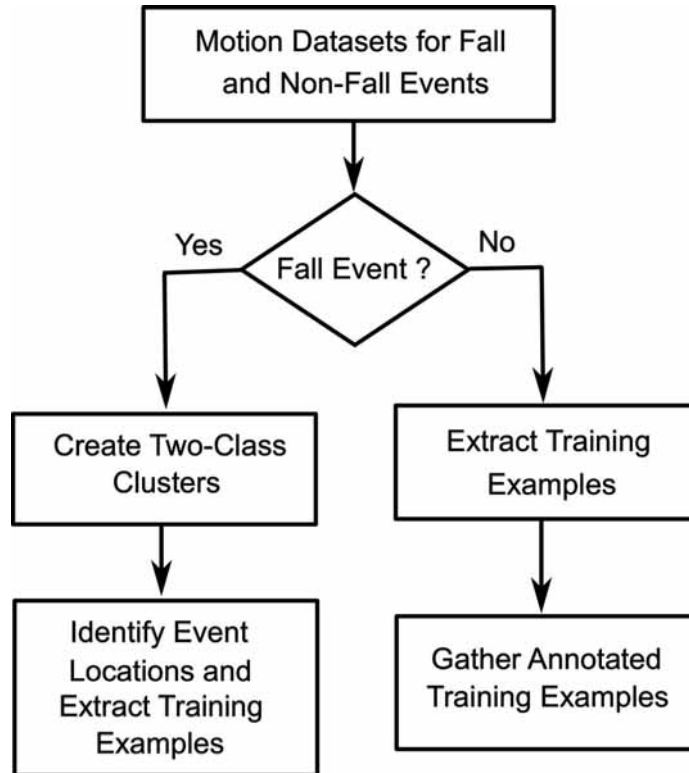 Motion Datasets for Fall
and Non-Fall Events
Yes
No
Fall Event ?
Create Two-Class
Clusters
Extract Training
Examples
Identify Event
Locations and
Extract Training
Examples
Gather Annotated
Training Examples